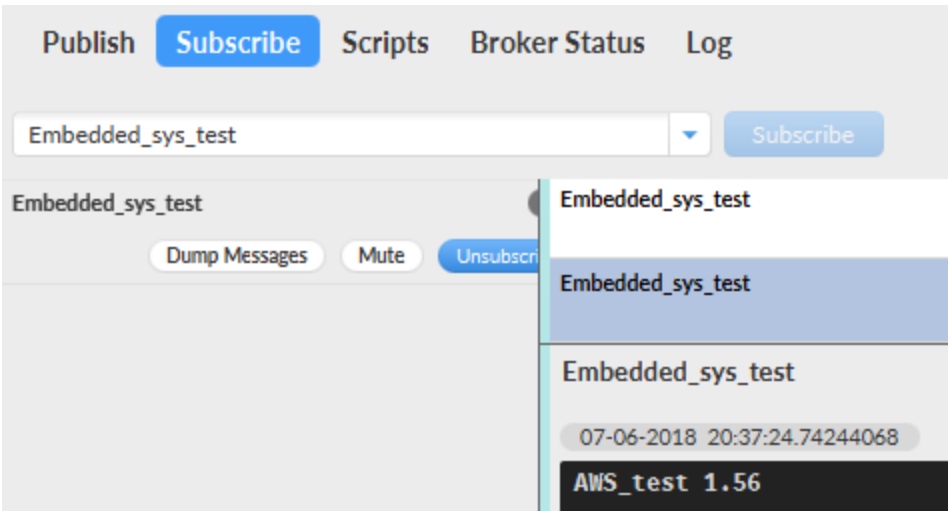 Publish Subscribe Scripts Broker Status Log
Embedded_sys_test Subscribe
Embedded_sys_test
Dump Messages Mute Unsubscri
Embedded_sys_test
Embedded_sys_test
Embedded_sys_test
07-06-2018 20:37:24.74244068
AWS_test 1.56